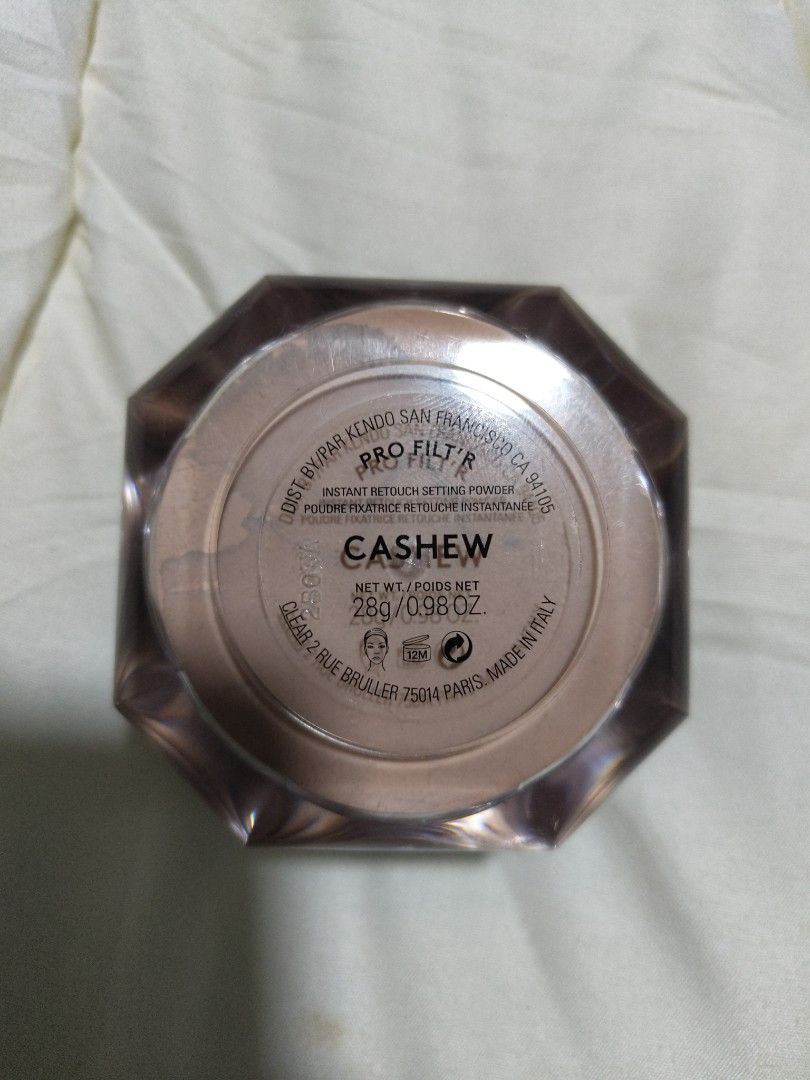 DIST. BY/PAR KENDO SAN FRANCISCO CA 94105
PRO FILT'R
INSTANT RETOUCH SETTING POWDER
POUDRE FIXATRICE RETOUCHE INSTANTANÉE
CASHEW
NET WT./POIDS NET
28g/0.98 OZ.
12M
CLEAR 2 RUE BRULLER 75014 PARIS. MADE IN ITALY